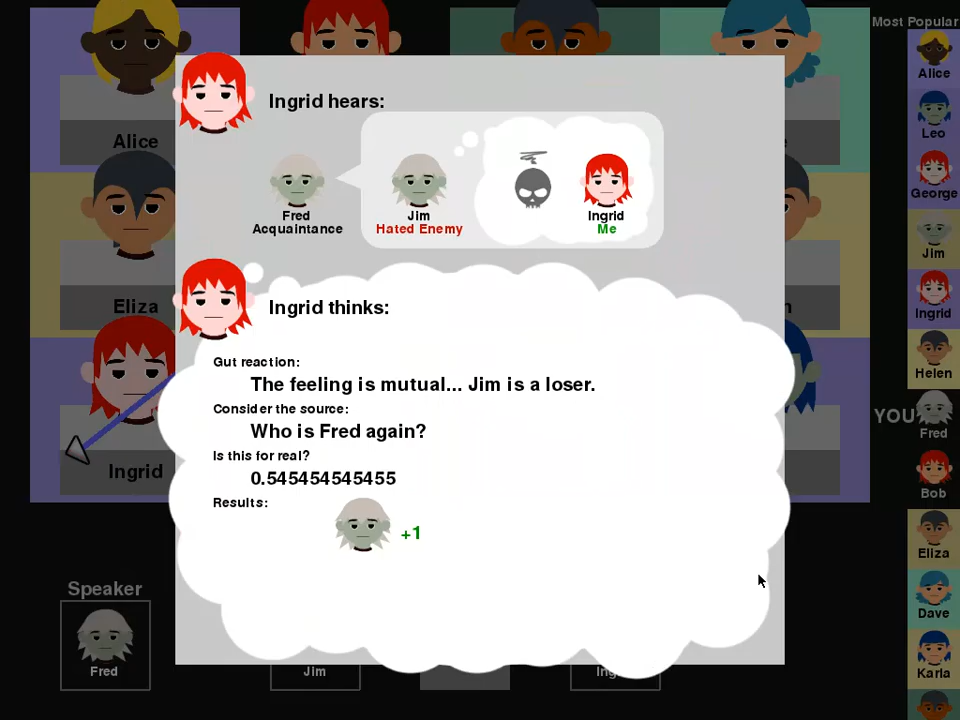 Most Popular
Alice
Leo
George
Jim
Ingrid
Helen
YOU
Fred
Bob
Eliza
Dave
Karla
Alice
Eliza
Ingrid
Ingrid hears:
Fred
Acquaintance
Jim
Hated Enemy
Ingrid
Me
Ingrid thinks:
Gut reaction:
The feeling is mutual... Jim is a loser.
Consider the source:
Who is Fred again?
Is this for real?
0.545454545455
Results:
+1
Speaker
Fred
Jim